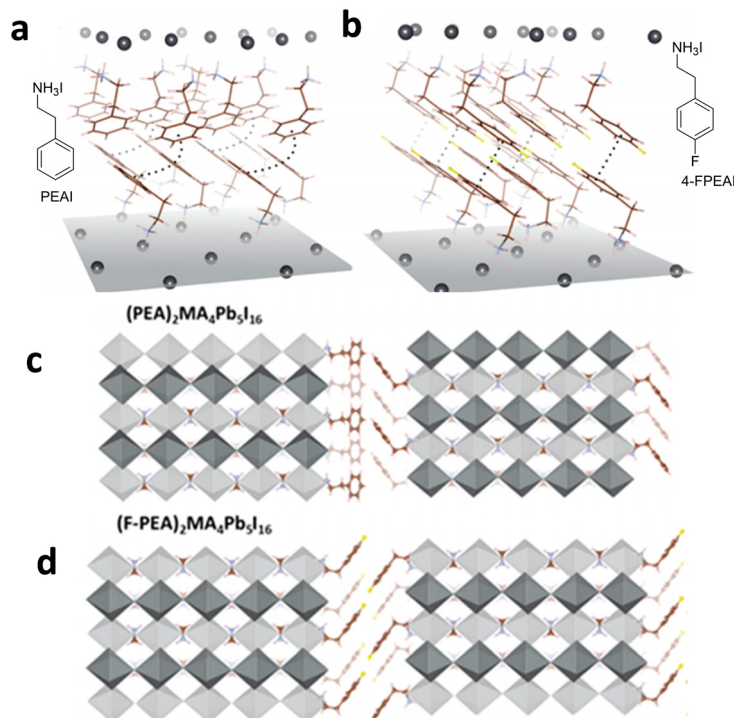 a
b
NH₃I
PEAI
NH₃I
F
4-FPEAI
(PEA)₂MA₄Pb₅I₁₆
c
(F-PEA)₂MA₄Pb₅I₁₆
d